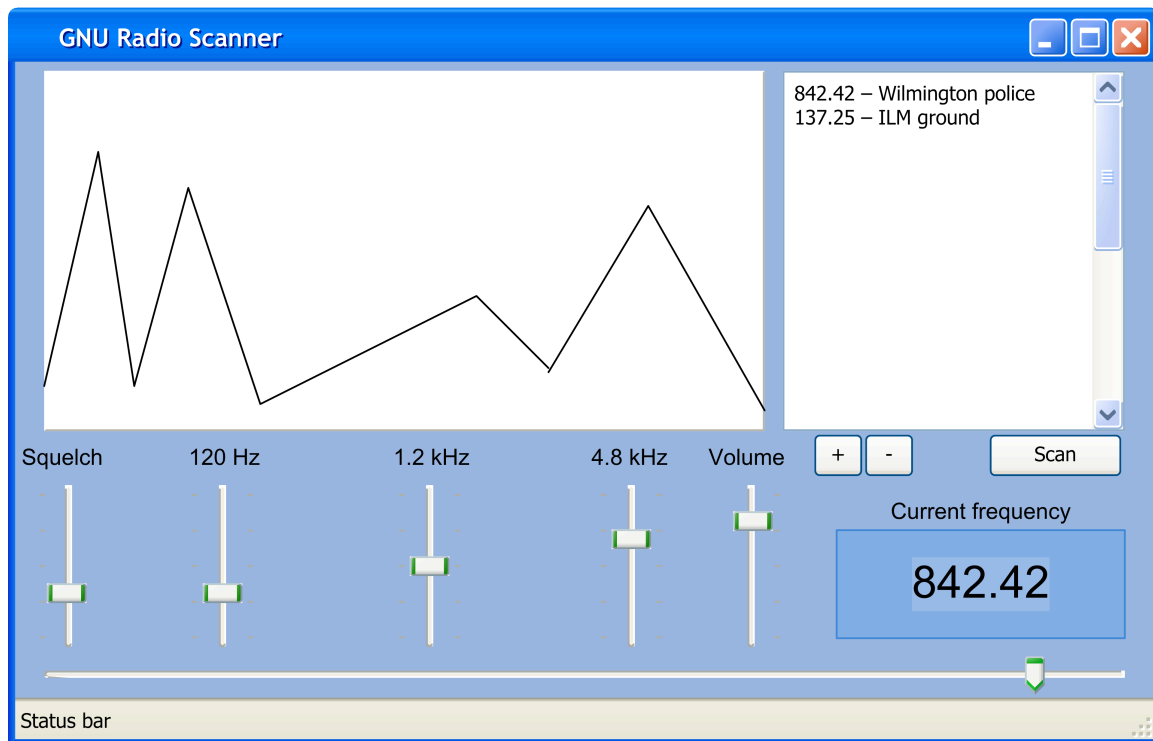 GNU Radio Scanner
842.42 – Wilmington police
137.25 – ILM ground
Squelch
120 Hz
1.2 kHz
4.8 kHz
Volume
+
-
Scan
Current frequency
842.42
Status bar